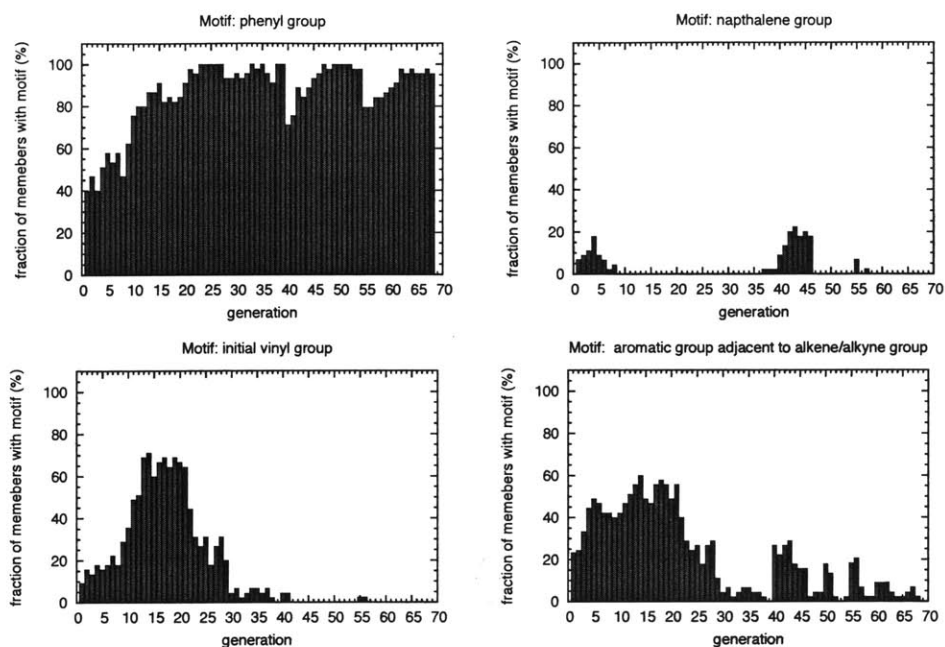 Motif: phenyl group
fraction of memebers with motif (%)
100
80
60
40
20
0
0 5 10 15 20 25 30 35 40 45 50 55 60 65 70
generation
Motif: napthalene group
fraction of memebers with motif (%)
100
80
60
40
20
0
0 5 10 15 20 25 30 35 40 45 50 55 60 65 70
generation
Motif: initial vinyl group
fraction of memebers with motif (%)
100
80
60
40
20
0
0 5 10 15 20 25 30 35 40 45 50 55 60 65 70
generation
Motif: aromatic group adjacent to alkene/alkyne group
fraction of memebers with motif (%)
100
80
60
40
20
0
0 5 10 15 20 25 30 35 40 45 50 55 60 65 70
generation